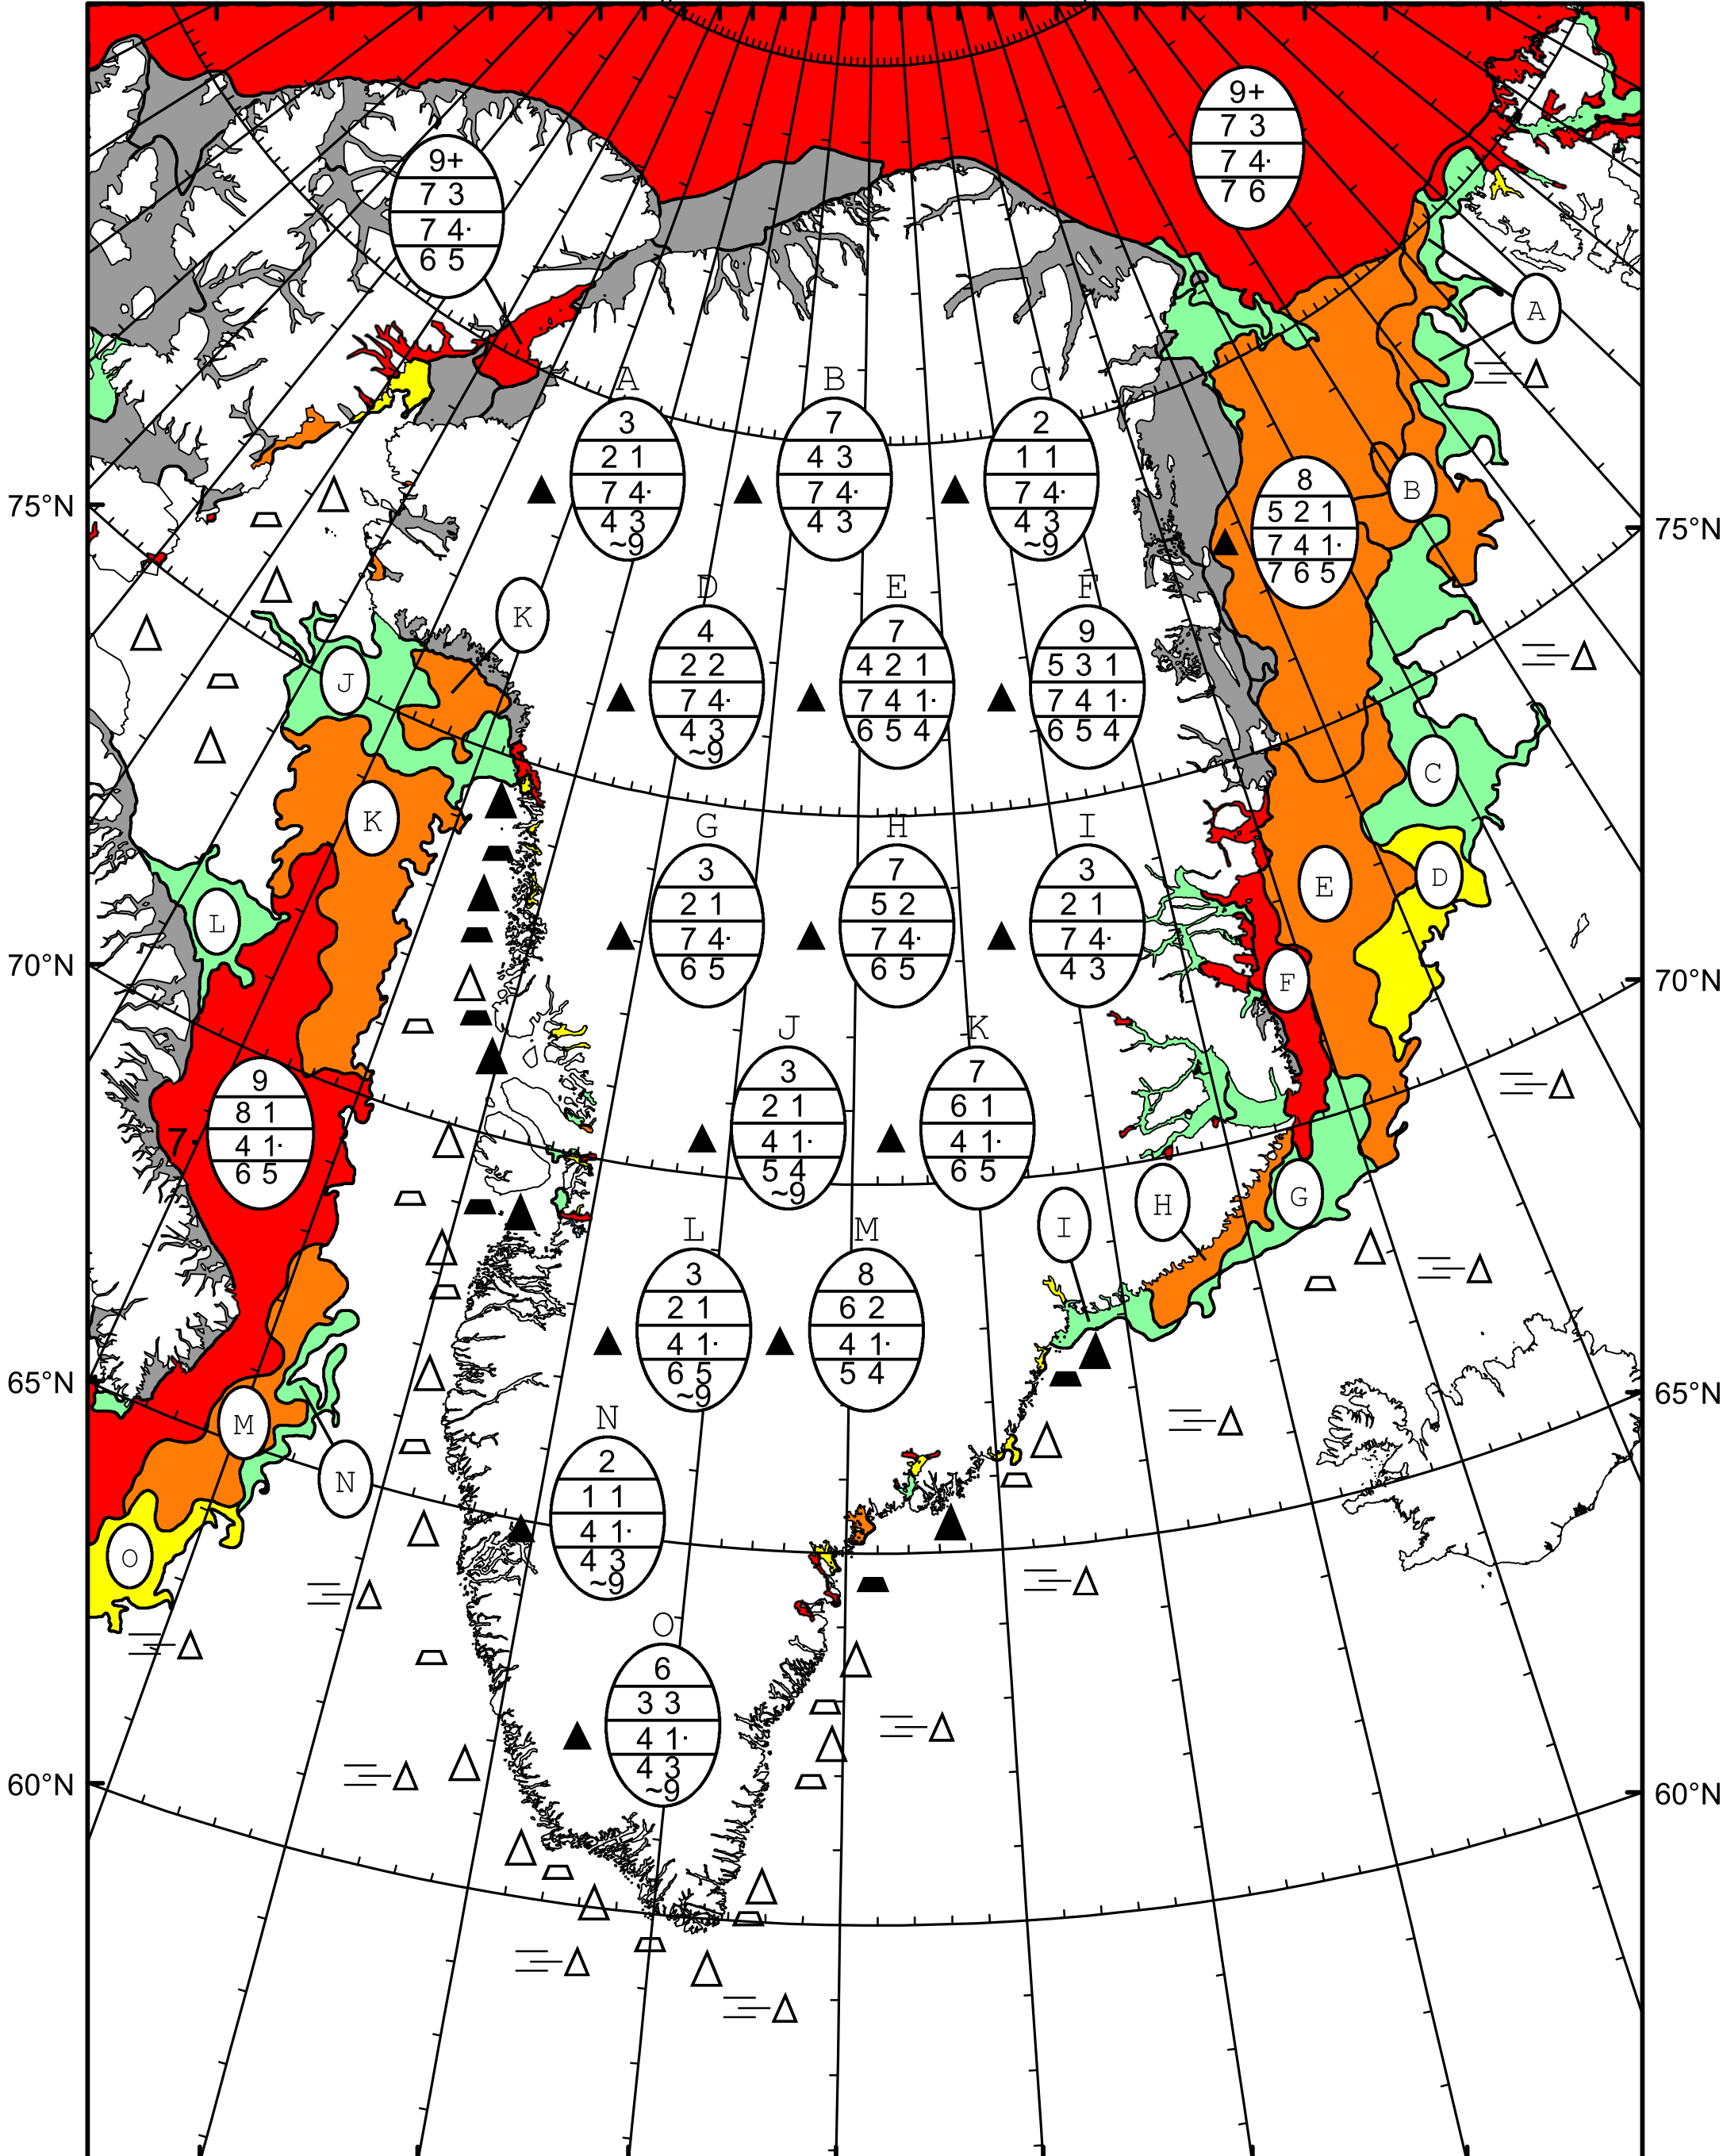 9+
7 3
7 4·
7 6
9+
7 3
7 4·
6 5
A
A B C
3 7 2
2 1 4 3 1 1
7 4· 7 4· 7 4·
4 3 4 3 4 3
~9 ~9
B
8
5 2 1
7 4 1·
7 6 5
75°N 75°N
D E F
4 7 9
2 2 4 2 1 5 3 1
7 4· 7 4 1· 7 4 1·
4 3 6 5 4 6 5 4
~9
K
J
C
K
G H I
3 7 3
2 1 5 2 2 1
7 4· 7 4· 7 4·
6 5 6 5 4 3
E
D
L
F
70°N 70°N
J K
3 7
2 1 6 1
4 1· 4 1·
5 4 6 5
~9
9
8 1
7· 4 1·
6 5
I
H
G
L M
3 8
2 1 6 2
4 1· 4 1·
6 5 5 4
~9
65°N 65°N
M
N
N
2
1 1
4 1·
4 3
~9
O
O
6
3 3
4 1·
4 3
~9
60°N 60°N